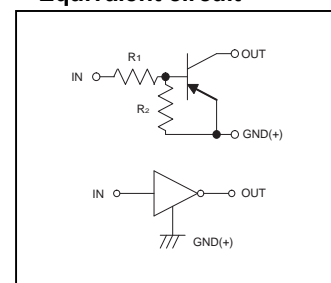 Equivalent circuit
OUT
R1
IN
R2
GND(+)
IN
OUT
GND(+)